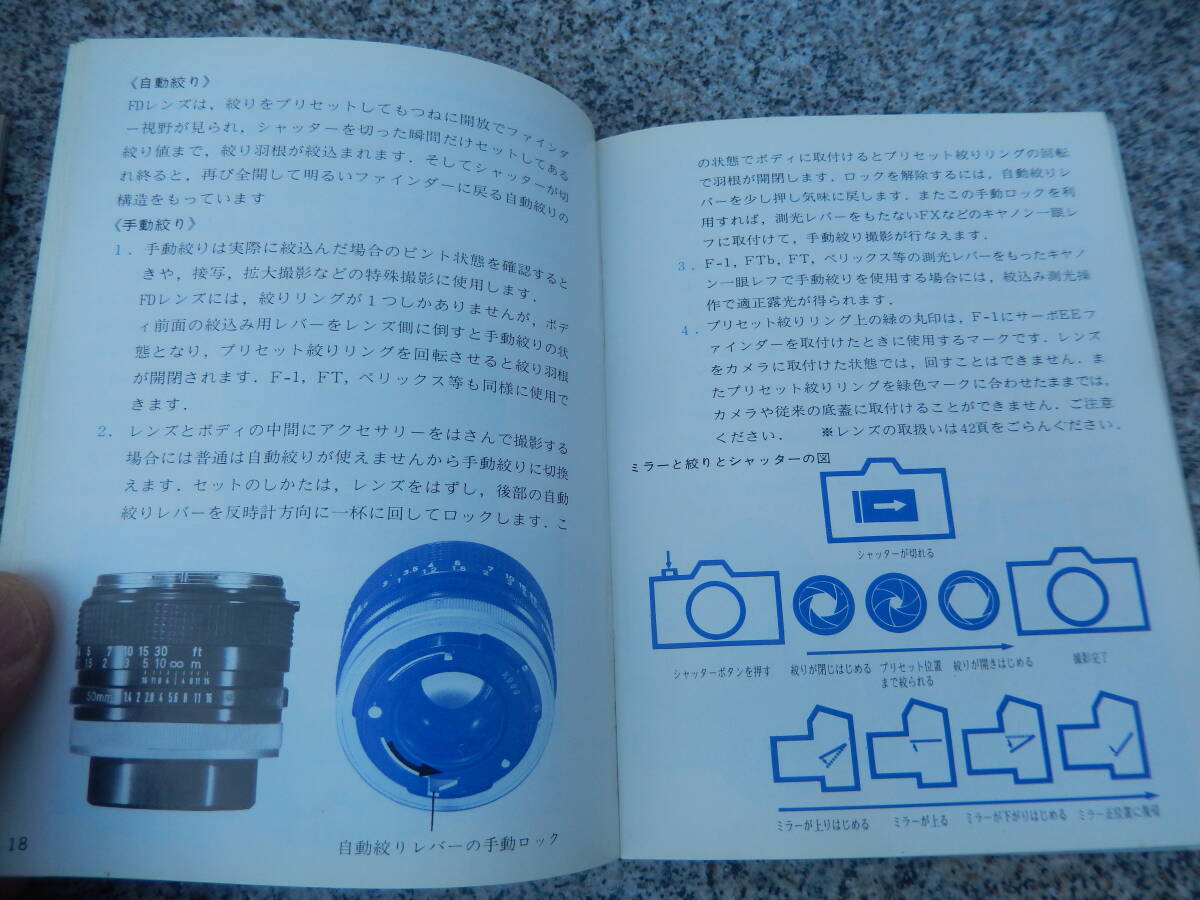 《自動絞り》
FDレンズは，絞りをプリセットしてもつねに開放でファインダ
ー視野が見られ，シャッターを切った瞬間だけセットしてある
絞り値まで，絞り羽根が絞込まれます．そしてシャッターが切
れ終ると，再び全開して明るいファインダーに戻る自動絞りの
構造をもっています
《手動絞り》
1．手動絞りは実際に絞込んだ場合のピント状態を確認すると
きや，接写，拡大撮影などの特殊撮影に使用します．
FDレンズには，絞りリングが1つしかありませんが，ボデ
ィ前面の絞込み用レバーをレンズ側に倒すと手動絞りの状
態となり，プリセット絞りリングを回転させると絞り羽根
が開閉されます．F-1，FT，ペリックス等も同様に使用で
きます．
2．レンズとボディの中間にアクセサリーをはさんで撮影する
場合には普通は自動絞りが使えませんから手動絞りに切換
えます．セットのしかたは，レンズをはずし，後部の自動
絞りレバーを反時計方向に一杯に回してロックします．こ
7 10 15 30 ft
3 5 10 ∞ m
50mm 1.4 2 2.8 4 5.6 8 11 16
自動絞りレバーの手動ロック
18
の状態でボディに取付けるとプリセット絞りリングの回転
で羽根が開閉します．ロックを解除するには，自動絞りレ
バーを少し押し気味に戻します．またこの手動ロックを利
用すれば，測光レバーをもたないFXなどのキヤノン一眼レ
フに取付けて，手動絞り撮影が行なえます．
3．F-1，FTb，FT，ペリックス等の測光レバーをもったキヤノ
ン一眼レフで手動絞りを使用する場合には，絞込み測光操
作で適正露光が得られます．
4．プリセット絞りリング上の緑の丸印は，F-1にサーボEEフ
ァインダーを取付けたときに使用するマークです．レンズ
をカメラに取付けた状態では，回すことはできません．ま
たプリセット絞りリングを緑色マークに合わせたままでは，
カメラや従来の底蓋に取付けることができません．ご注意
ください． ※レンズの取扱いは42頁をごらんください．
ミラーと絞りとシャッターの図
シャッターが切れる
シャッターボタンを押す
絞りが閉じはじめる
プリセット位置
まで絞られる
絞りが開きはじめる
撮影完了
ミラーが上りはじめる
ミラーが上る
ミラーが下がりはじめる
ミラー正位置に復帰